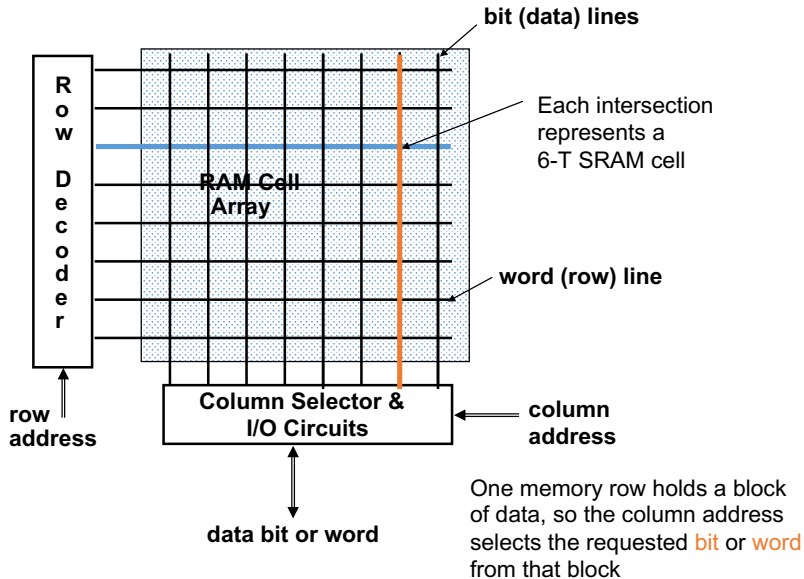 bit (data) lines
Row Decoder
Each intersection
represents a
6-T SRAM cell
RAM Cell
Array
word (row) line
row
address
Column Selector &
I/O Circuits
column
address
data bit or word
One memory row holds a block
of data, so the column address
selects the requested bit or word
from that block